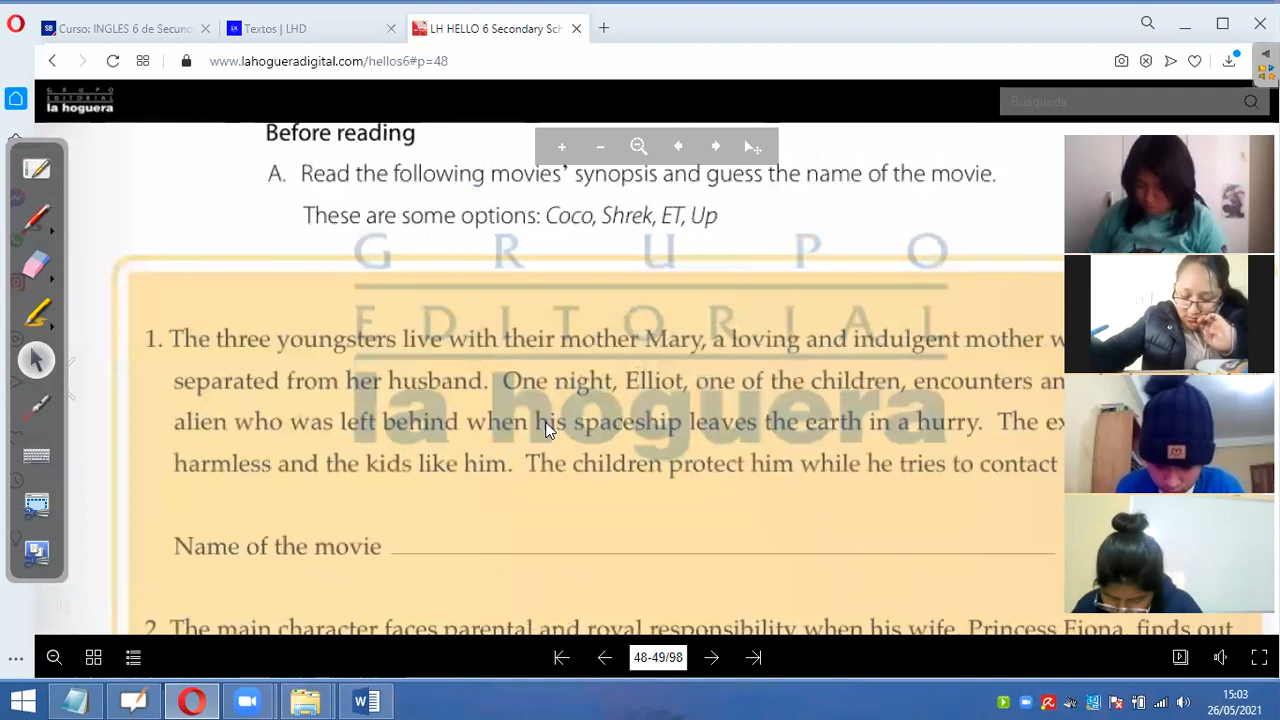 Curso: INGLES 6 de Secund
Textos | LHD
LH HELLO 6 Secondary Sch
www.lahogueradigital.com/hellos6#p=48
GRUPO
EDITORIAL
la hoguera
Búsqueda
Before reading
A. Read the following movies' synopsis and guess the name of the movie.
These are some options: Coco, Shrek, ET, Up
GRUPO
EDITORIAL
la hoguera
1. The three youngsters live with their mother Mary, a loving and indulgent mother w
separated from her husband. One night, Elliot, one of the children, encounters an
alien who was left behind when his spaceship leaves the earth in a hurry. The ex
harmless and the kids like him. The children protect him while he tries to contact
Name of the movie
2. The main character faces parental and royal responsibility when his wife, Princess Fiona, finds out
48-49/98
15:03
26/05/2021